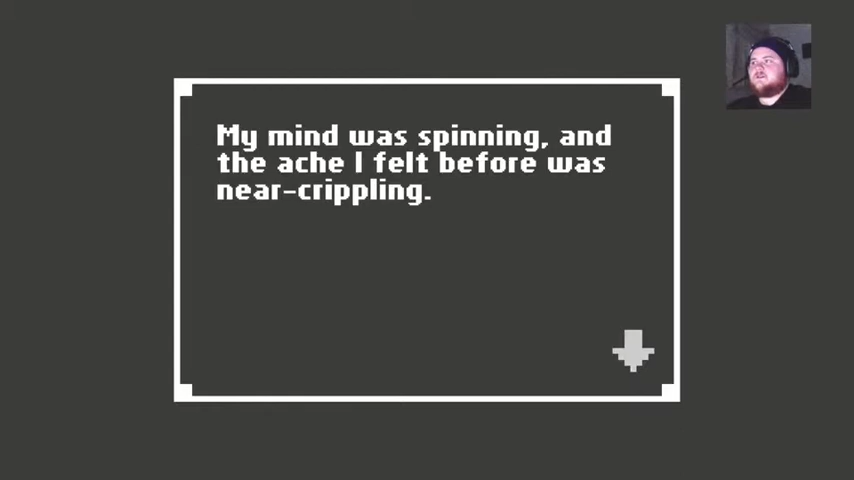 My mind was spinning, and
the ache I felt before was
near-crippling.